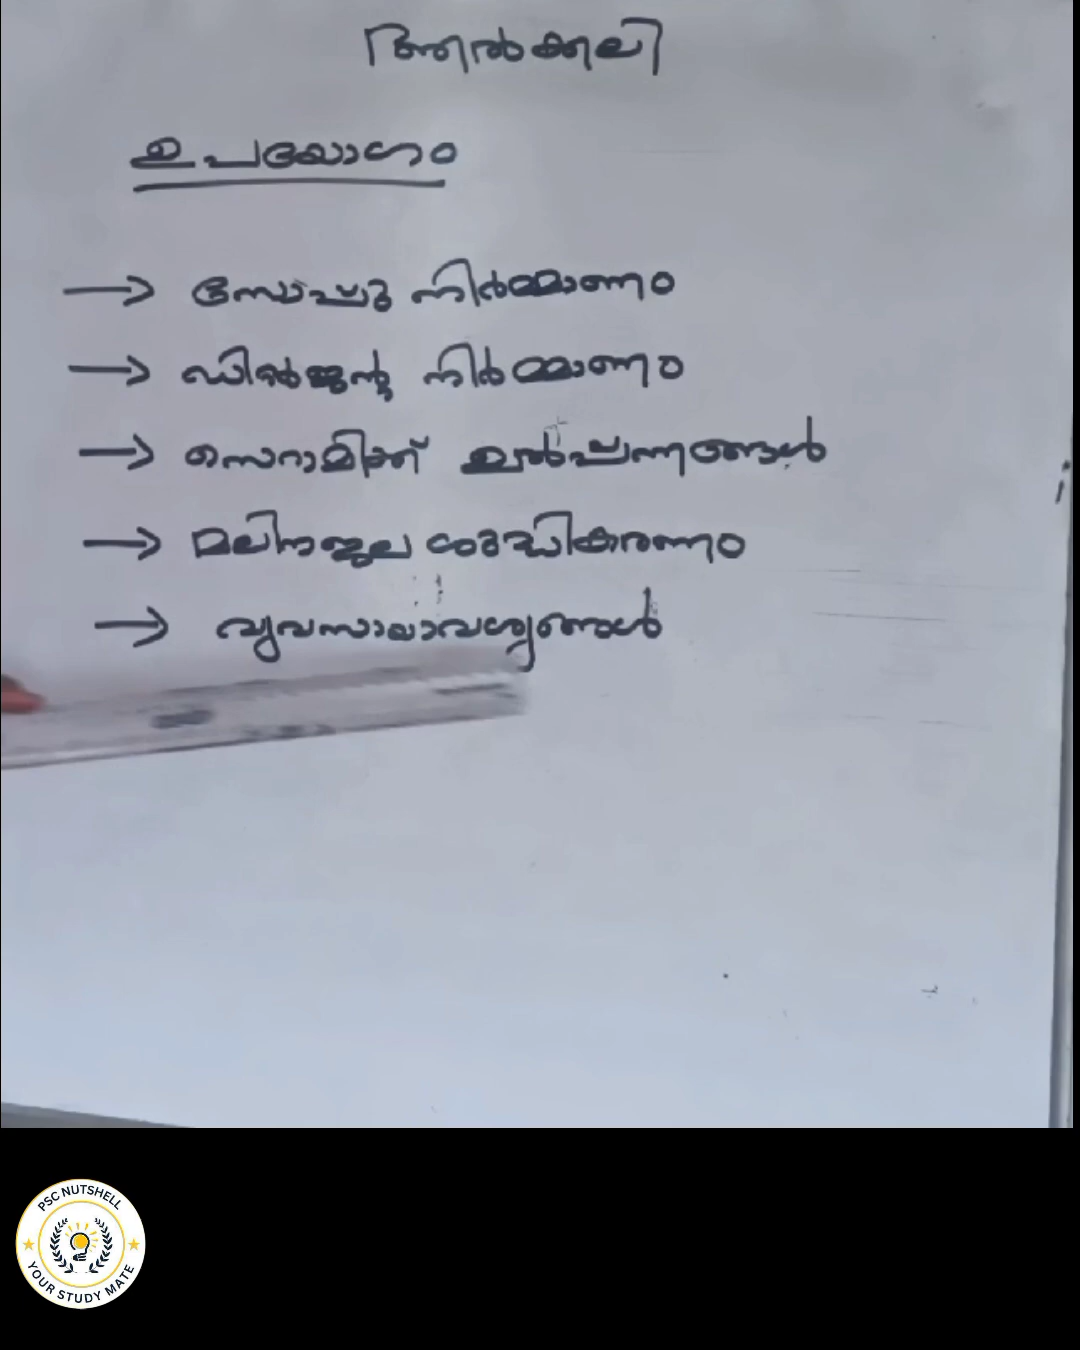 ആൽക്കലി
ഉപയോഗം
→ സോപ്പു നിർമ്മാണം
→ ഡിറ്റർജന്റ് നിർമ്മാണം
→ സെറാമിക് ഉൽപ്പന്നങ്ങൾ
→ മലിനജല ശുദ്ധികരണം
→ വ്യവസായാവശ്യങ്ങൾ
PSC NUTSHELL
YOUR STUDY MATE